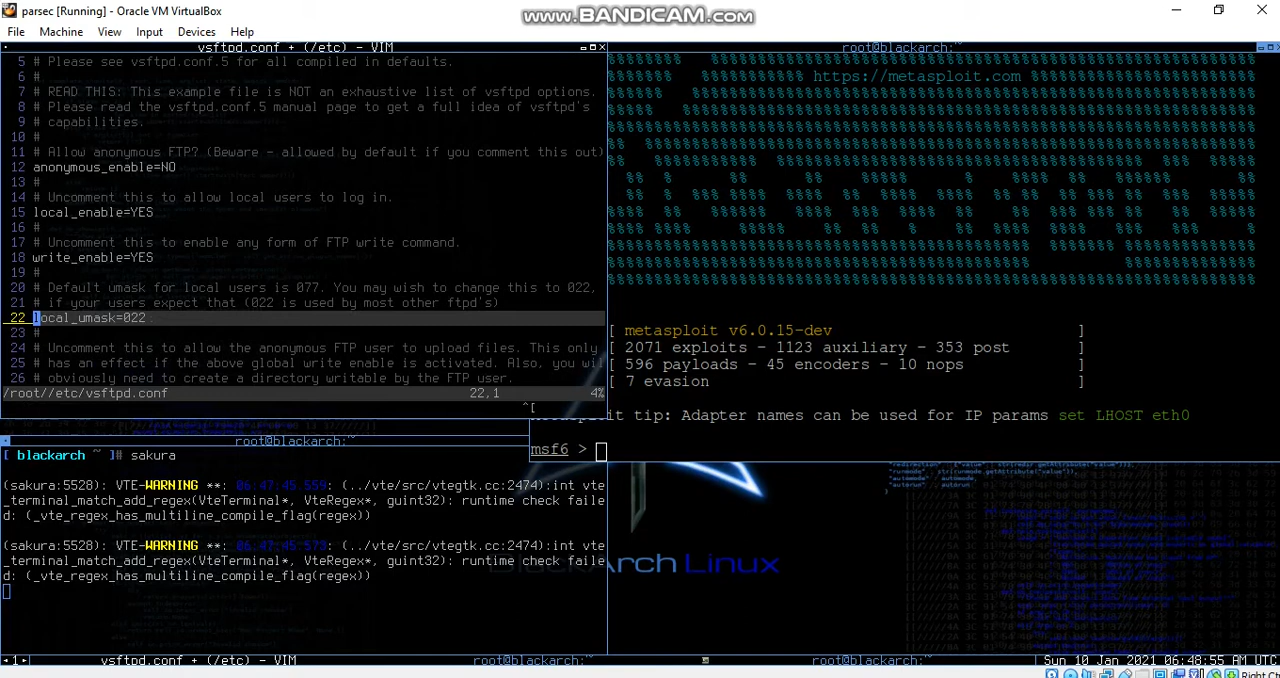 parsec [Running] - Oracle VM VirtualBox
www.BANDICAM.com
File Machine View Input Devices Help
vsftpd.conf + (/etc) - VIM
5 # Please see vsftpd.conf.5 for all compiled in defaults.
6 #
7 # READ THIS: This example file is NOT an exhaustive list of vsftpd options.
8 # Please read the vsftpd.conf.5 manual page to get a full idea of vsftpd's
9 # capabilities.
10 #
11 # Allow anonymous FTP? (Beware - allowed by default if you comment this out)
12 anonymous_enable=NO
13 #
14 # Uncomment this to allow local users to log in.
15 local_enable=YES
16 #
17 # Uncomment this to enable any form of FTP write command.
18 write_enable=YES
19 #
20 # Default umask for local users is 077. You may wish to change this to 022,
21 # if your users expect that (022 is used by most other ftpd's)
22 local_umask=022
23 #
24 # Uncomment this to allow the anonymous FTP user to upload files. This only
25 # has an effect if the above global write enable is activated. Also, you wil
26 # obviously need to create a directory writable by the FTP user.
/root//etc/vsftpd.conf 22,1 4%
^[
root@blackarch:~
https://metasploit.com
[ metasploit v6.0.15-dev ]
[ 2071 exploits - 1123 auxiliary - 353 post ]
[ 596 payloads - 45 encoders - 10 nops ]
[ 7 evasion ]
tip: Adapter names can be used for IP params set LHOST eth0
msf6 >
root@blackarch:~
[ blackarch ~ ]# sakura
(sakura:5528): VTE-WARNING **: 06:47:45.559: (../vte/src/vtegtk.cc:2474):int vte
_terminal_match_add_regex(VteTerminal*, VteRegex*, guint32): runtime check faile
d: (_vte_regex_has_multiline_compile_flag(regex))
(sakura:5528): VTE-WARNING **: 06:47:45.573: (../vte/src/vtegtk.cc:2474):int vte
_terminal_match_add_regex(VteTerminal*, VteRegex*, guint32): runtime check faile
d: (_vte_regex_has_multiline_compile_flag(regex))
BlackArch Linux
1 vsftpd.conf + (/etc) - VIM root@blackarch:~ root@blackarch:~ Sun 10 Jan 2021 06:48:55 AM UTC
Right Ch